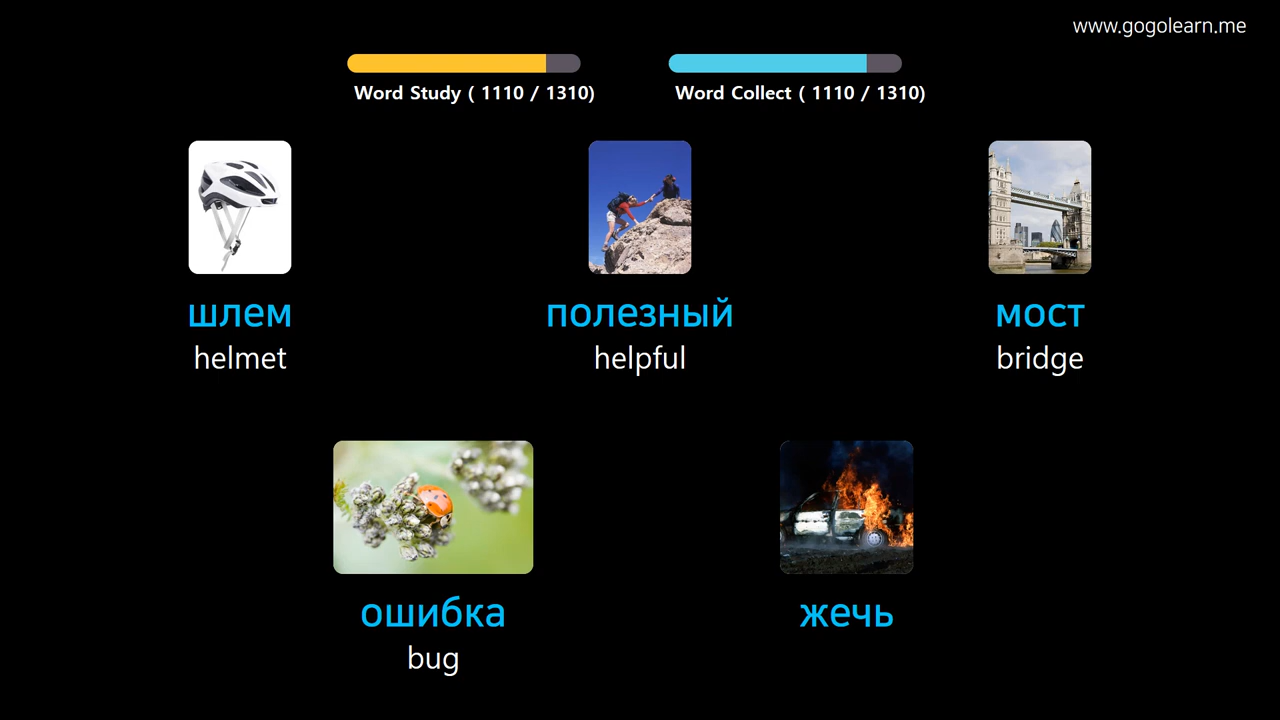 www.gogolearn.me
Word Study ( 1110 / 1310)
Word Collect ( 1110 / 1310)
шлем
helmet
полезный
helpful
мост
bridge
ошибка
bug
жечь